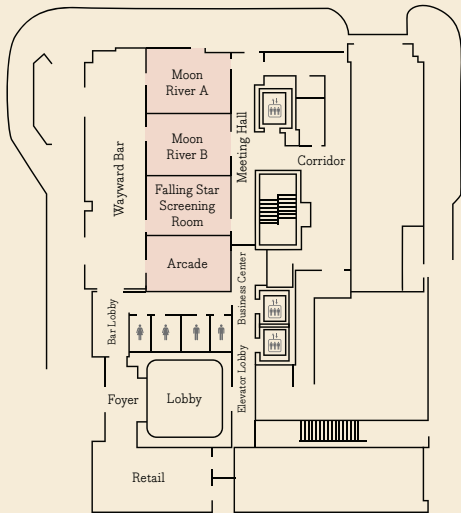 Moon
River A
Moon
River B
Falling Star
Screening
Room
Arcade
Wayward Bar
Meeting Hall
Corridor
Business Center
Bar Lobby
Elevator Lobby
Foyer
Lobby
Retail